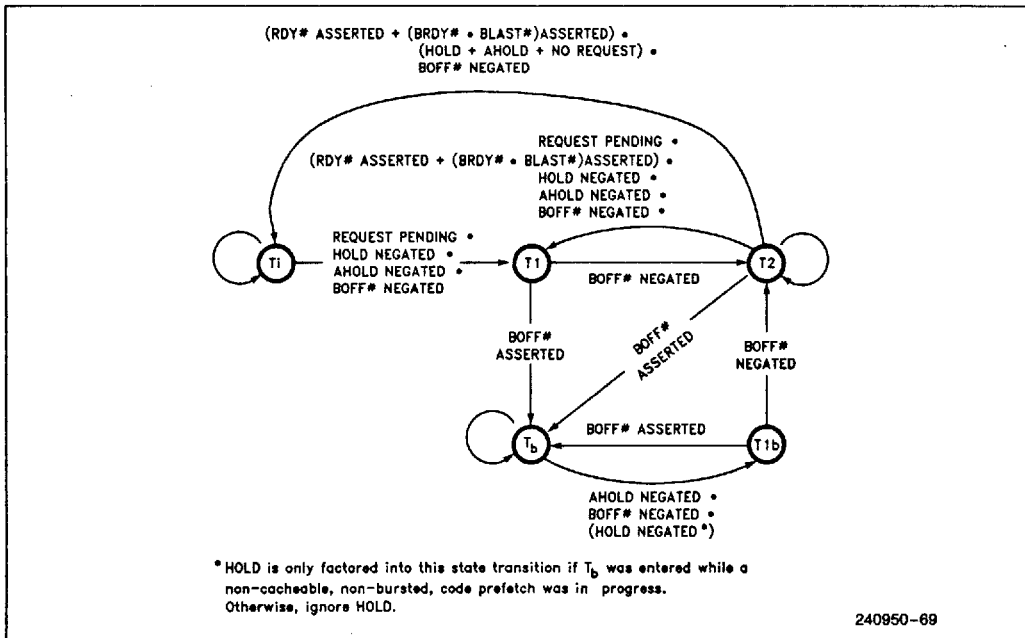 (RDY# ASSERTED + (BRDY# • BLAST#)ASSERTED) •
(HOLD + AHOLD + NO REQUEST) •
BOFF# NEGATED
REQUEST PENDING •
(RDY# ASSERTED + (BRDY# • BLAST#)ASSERTED) •
HOLD NEGATED •
AHOLD NEGATED •
BOFF# NEGATED •
Ti
REQUEST PENDING •
HOLD NEGATED •
AHOLD NEGATED •
BOFF# NEGATED
T1
BOFF# NEGATED
T2
BOFF#
ASSERTED
BOFF#
ASSERTED
BOFF#
NEGATED
Tb
BOFF# ASSERTED
T1b
AHOLD NEGATED •
BOFF# NEGATED •
(HOLD NEGATED*)
* HOLD is only factored into this state transition if Tb was entered while a
non-cacheable, non-bursted, code prefetch was in progress.
Otherwise, ignore HOLD.
240950-69